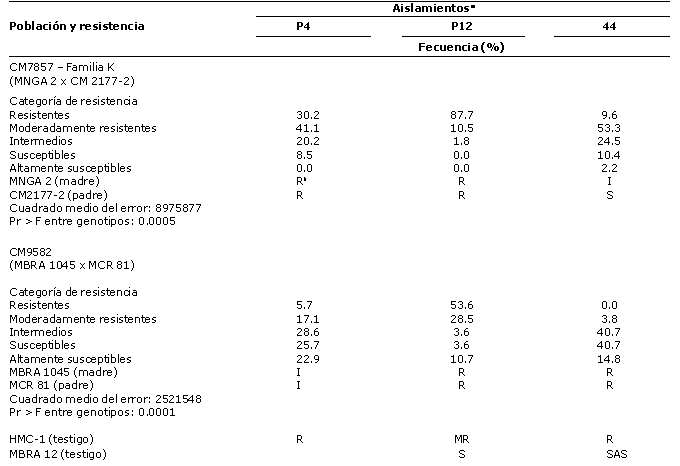 Aislamientosª
Población y resistencia P4 P12 44
Fecuencia (%)
CM7857 – Familia K
(MNGA 2 x CM 2177-2)
Categoría de resistencia
Resistentes 30.2 87.7 9.6
Moderadamente resistentes 41.1 10.5 53.3
Intermedios 20.2 1.8 24.5
Susceptibles 8.5 0.0 10.4
Altamente susceptibles 0.0 0.0 2.2
MNGA 2 (madre) Rª R I
CM2177-2 (padre) R R S
Cuadrado medio del error: 8975877
Pr > F entre genotipos: 0.0005
CM9582
(MBRA 1045 x MCR 81)
Categoría de resistencia
Resistentes 5.7 53.6 0.0
Moderadamente resistentes 17.1 28.5 3.8
Intermedios 28.6 3.6 40.7
Susceptibles 25.7 3.6 40.7
Altamente susceptibles 22.9 10.7 14.8
MBRA 1045 (madre) I R R
MCR 81 (padre) I R R
Cuadrado medio del error: 2521548
Pr > F entre genotipos: 0.0001
HMC-1 (testigo) R MR R
MBRA 12 (testigo) S SAS